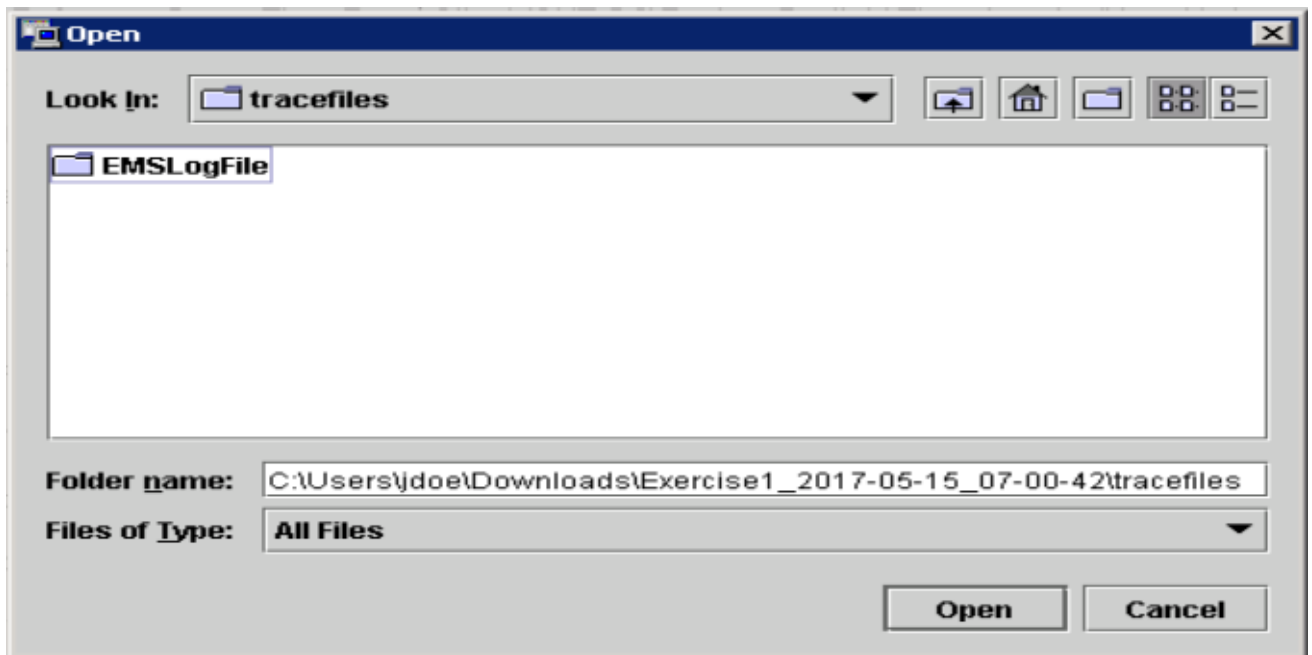 Open
Look In: tracefiles
EMSLogFile
Folder name: C:\Users\jdoe\Downloads\Exercise1_2017-05-15_07-00-42\tracefiles
Files of Type: All Files
Open Cancel